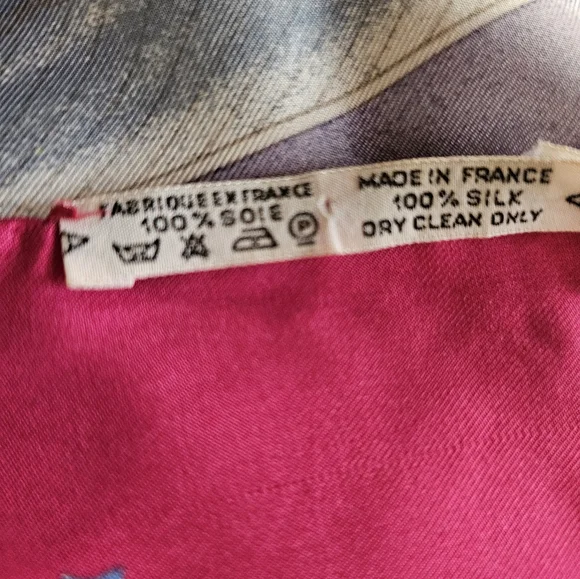 FABRIQUE EN FRANCE
100% SOIE
A
P
MADE IN FRANCE
100% SILK
DRY CLEAN ONLY
A